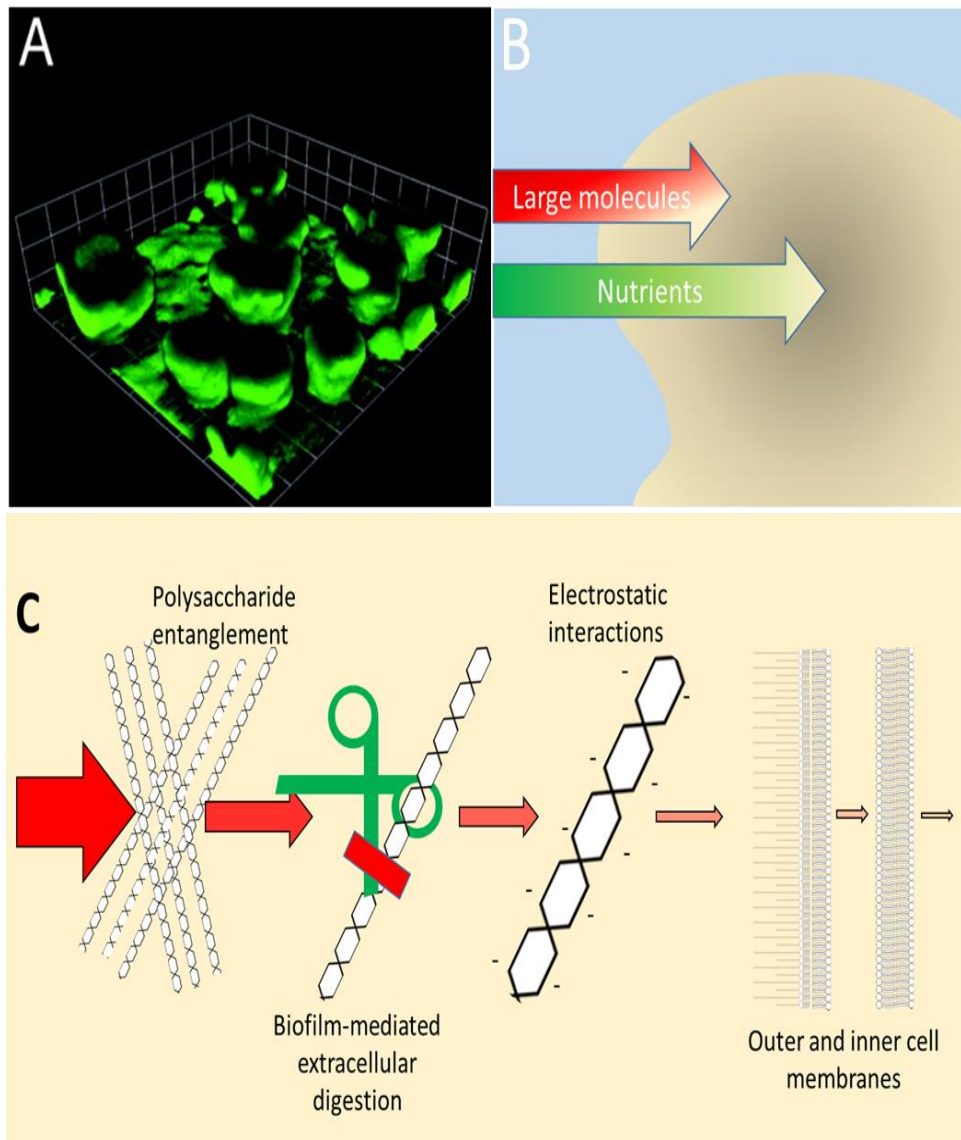 A
B
Large molecules
Nutrients
C
Polysaccharide
entanglement
Electrostatic
interactions
Biofilm-mediated
extracellular
digestion
Outer and inner cell
membranes